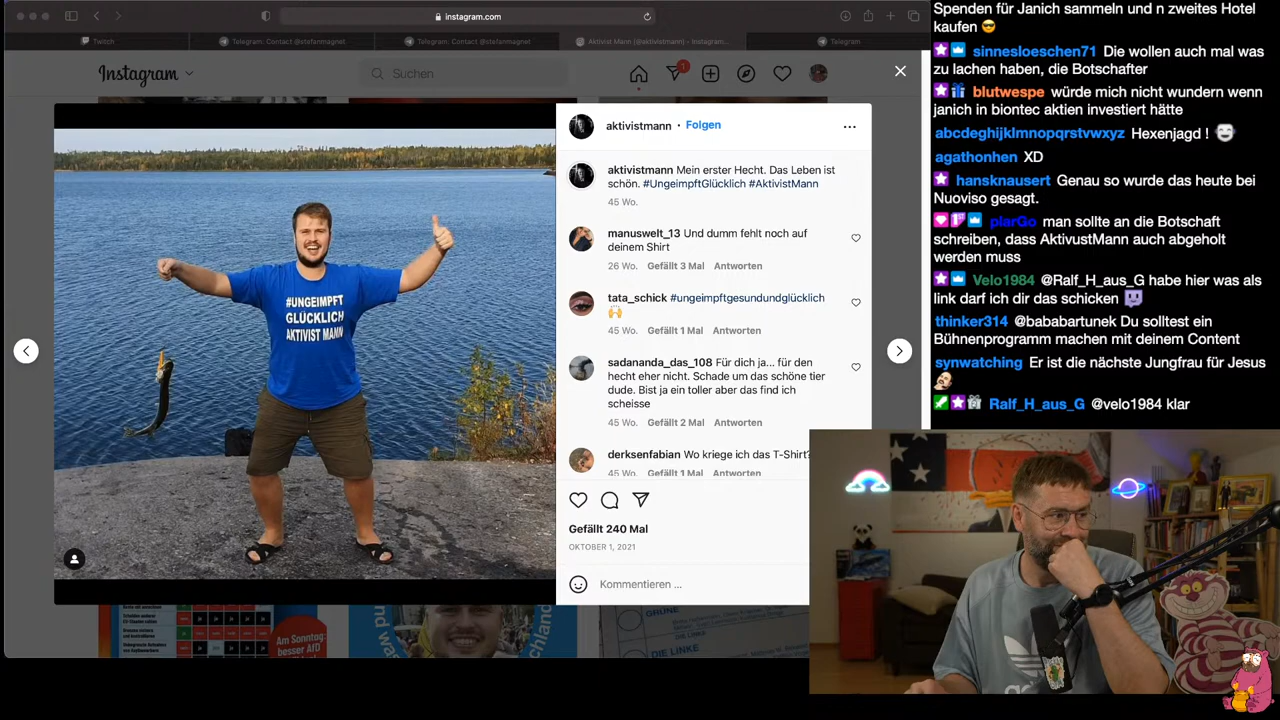 instagram.com
Twitch
Telegram: Contact @stefanmagnet
Telegram: Contact @stefanmagnet
Aktivist Mann (@aktivistmann) • Instagram...
Telegram
Instagram
Suchen
1
#UNGEIMPFT
GLÜCKLICH
AKTIVIST MANN
aktivistmann • Folgen
aktivistmann Mein erster Hecht. Das Leben ist
schön. #UngeimpftGlücklich #AktivistMann
45 Wo.
manuswelt_13 Und dumm fehlt noch auf
deinem Shirt
26 Wo. Gefällt 3 Mal Antworten
tata_schick #ungeimpftgesundundglücklich
🙌
45 Wo. Gefällt 1 Mal Antworten
sadananda_das_108 Für dich ja... für den
hecht eher nicht. Schade um das schöne tier
dude. Bist ja ein toller aber das find ich
scheisse
45 Wo. Gefällt 2 Mal Antworten
derksenfabian Wo kriege ich das T-Shirt?
45 Wo. Gefällt 1 Mal Antworten
Gefällt 240 Mal
OKTOBER 1, 2021
Kommentieren ...
Am Sonntag:
besser AfD
GRÜNE
DIE LINKE
Spenden für Janich sammeln und n zweites Hotel
kaufen 😎
sinnesloeschen71 Die wollen auch mal was
zu lachen haben, die Botschafter
blutwespe würde mich nicht wundern wenn
janich in biontec aktien investiert hätte
abcdeghijklmnopqrstvwxyz Hexenjagd !
agathonhen XD
hansknausert Genau so wurde das heute bei
Nuoviso gesagt.
plarGo man sollte an die Botschaft
schreiben, dass AktivustMann auch abgeholt
werden muss
Velo1984 @Ralf_H_aus_G habe hier was als
link darf ich dir das schicken
thinker314 @bababartunek Du solltest ein
Bühnenprogramm machen mit deinem Content
synwatching Er ist die nächste Jungfrau für Jesus
Ralf_H_aus_G @velo1984 klar